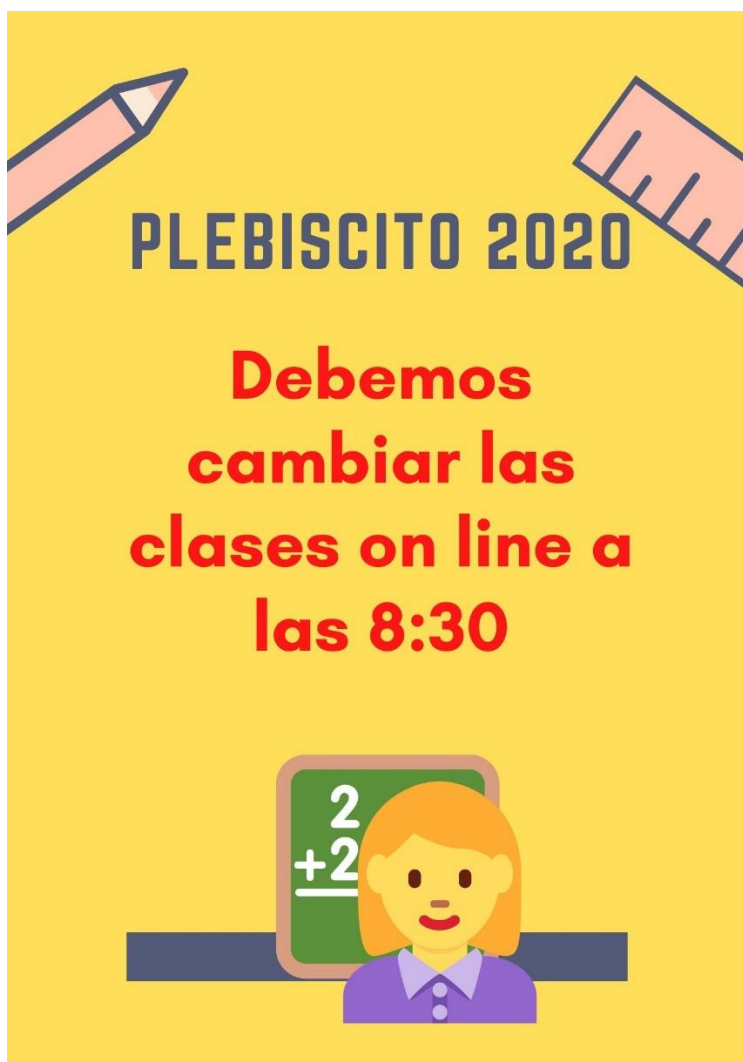 PLEBISCITO 2020
Debemos
cambiar las
clases on line a
las 8:30
2
+2